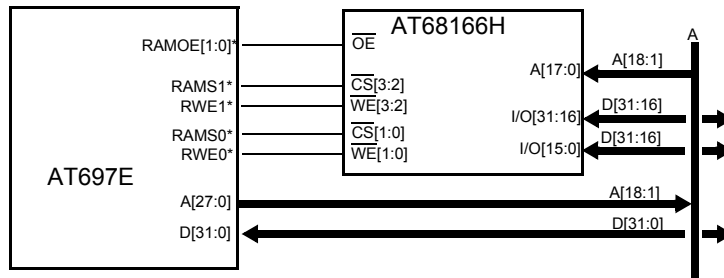 AT697E
RAMOE[1:0]*
RAMS1*
RWE1*
RAMS0*
RWE0*
A[27:0]
D[31:0]
AT68166H
OE
CS[3:2]
WE[3:2]
CS[1:0]
WE[1:0]
A[17:0]
I/O[31:16]
I/O[15:0]
A
A[18:1]
D[31:16]
D[31:16]
A[18:1]
D[31:0]